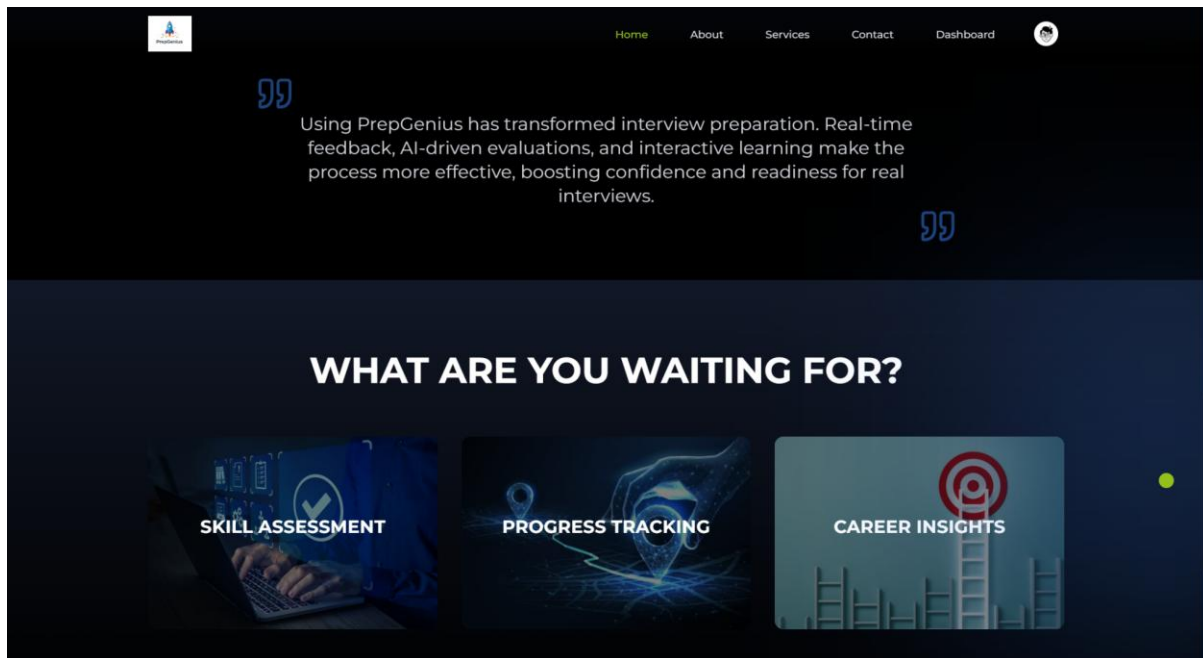 PrepGenius
Home About Services Contact Dashboard
Using PrepGenius has transformed interview preparation. Real-time
feedback, AI-driven evaluations, and interactive learning make the
process more effective, boosting confidence and readiness for real
interviews.
WHAT ARE YOU WAITING FOR?
SKILL ASSESSMENT
PROGRESS TRACKING
CAREER INSIGHTS